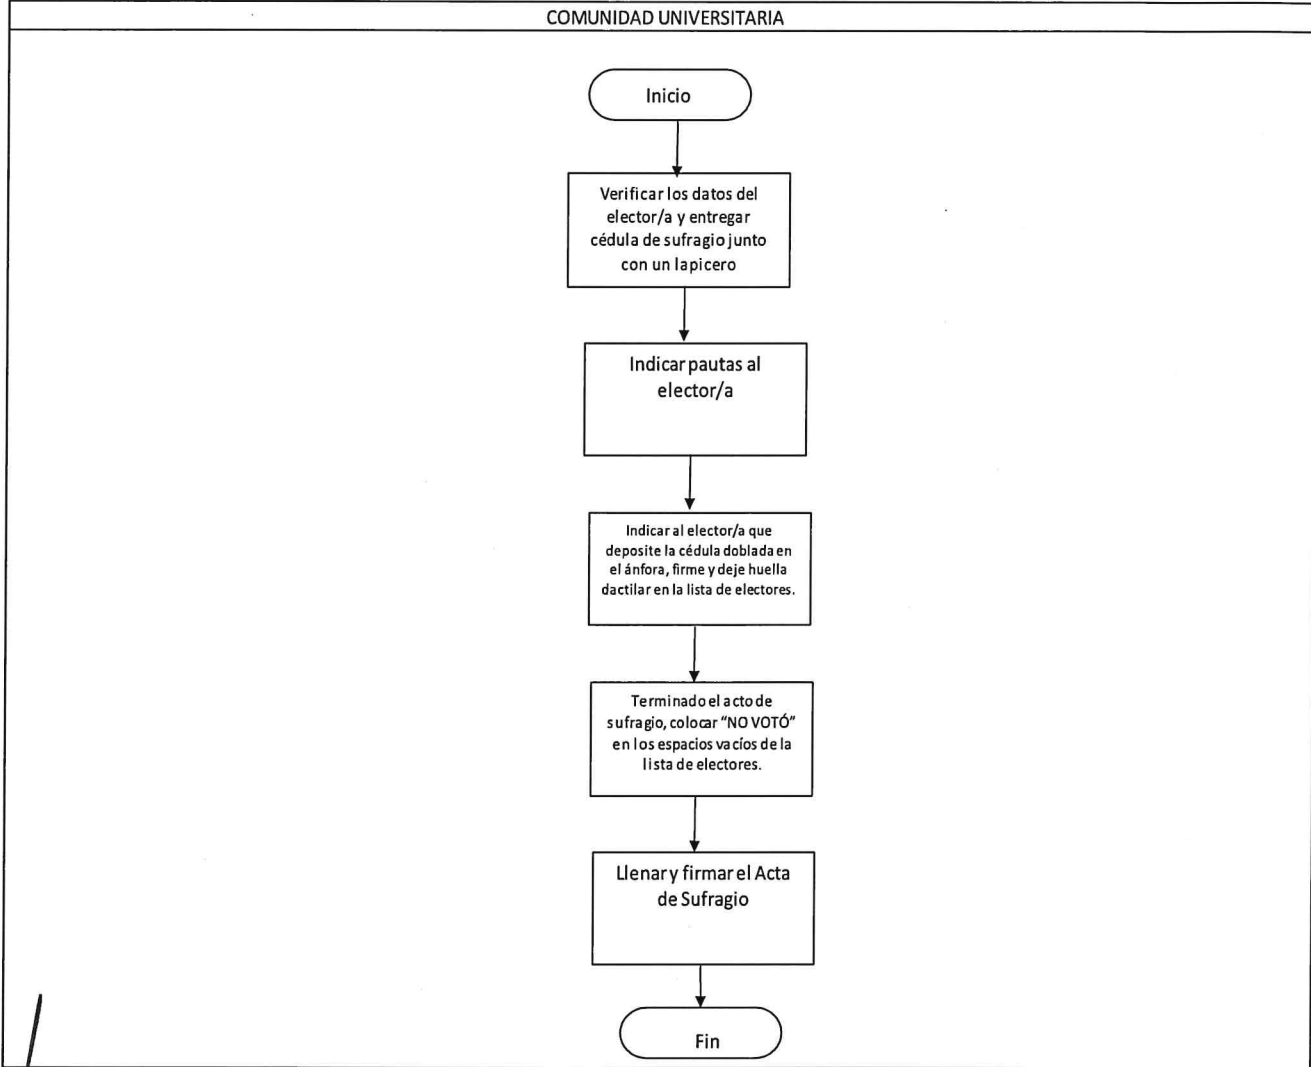 COMUNIDAD UNIVERSITARIA
Inicio
Verificar los datos del
elector/a y entregar
cédula de sufragio junto
con un lapicero
Indicar pautas al
elector/a
Indicar al elector/a que
deposite la cédula doblada en
el ánfora, firme y deje huella
dactilar en la lista de electores.
Terminado el acto de
sufragio, colocar “NO VOTÓ”
en los espacios vacíos de la
lista de electores.
Llenar y firmar el Acta
de Sufragio
Fin